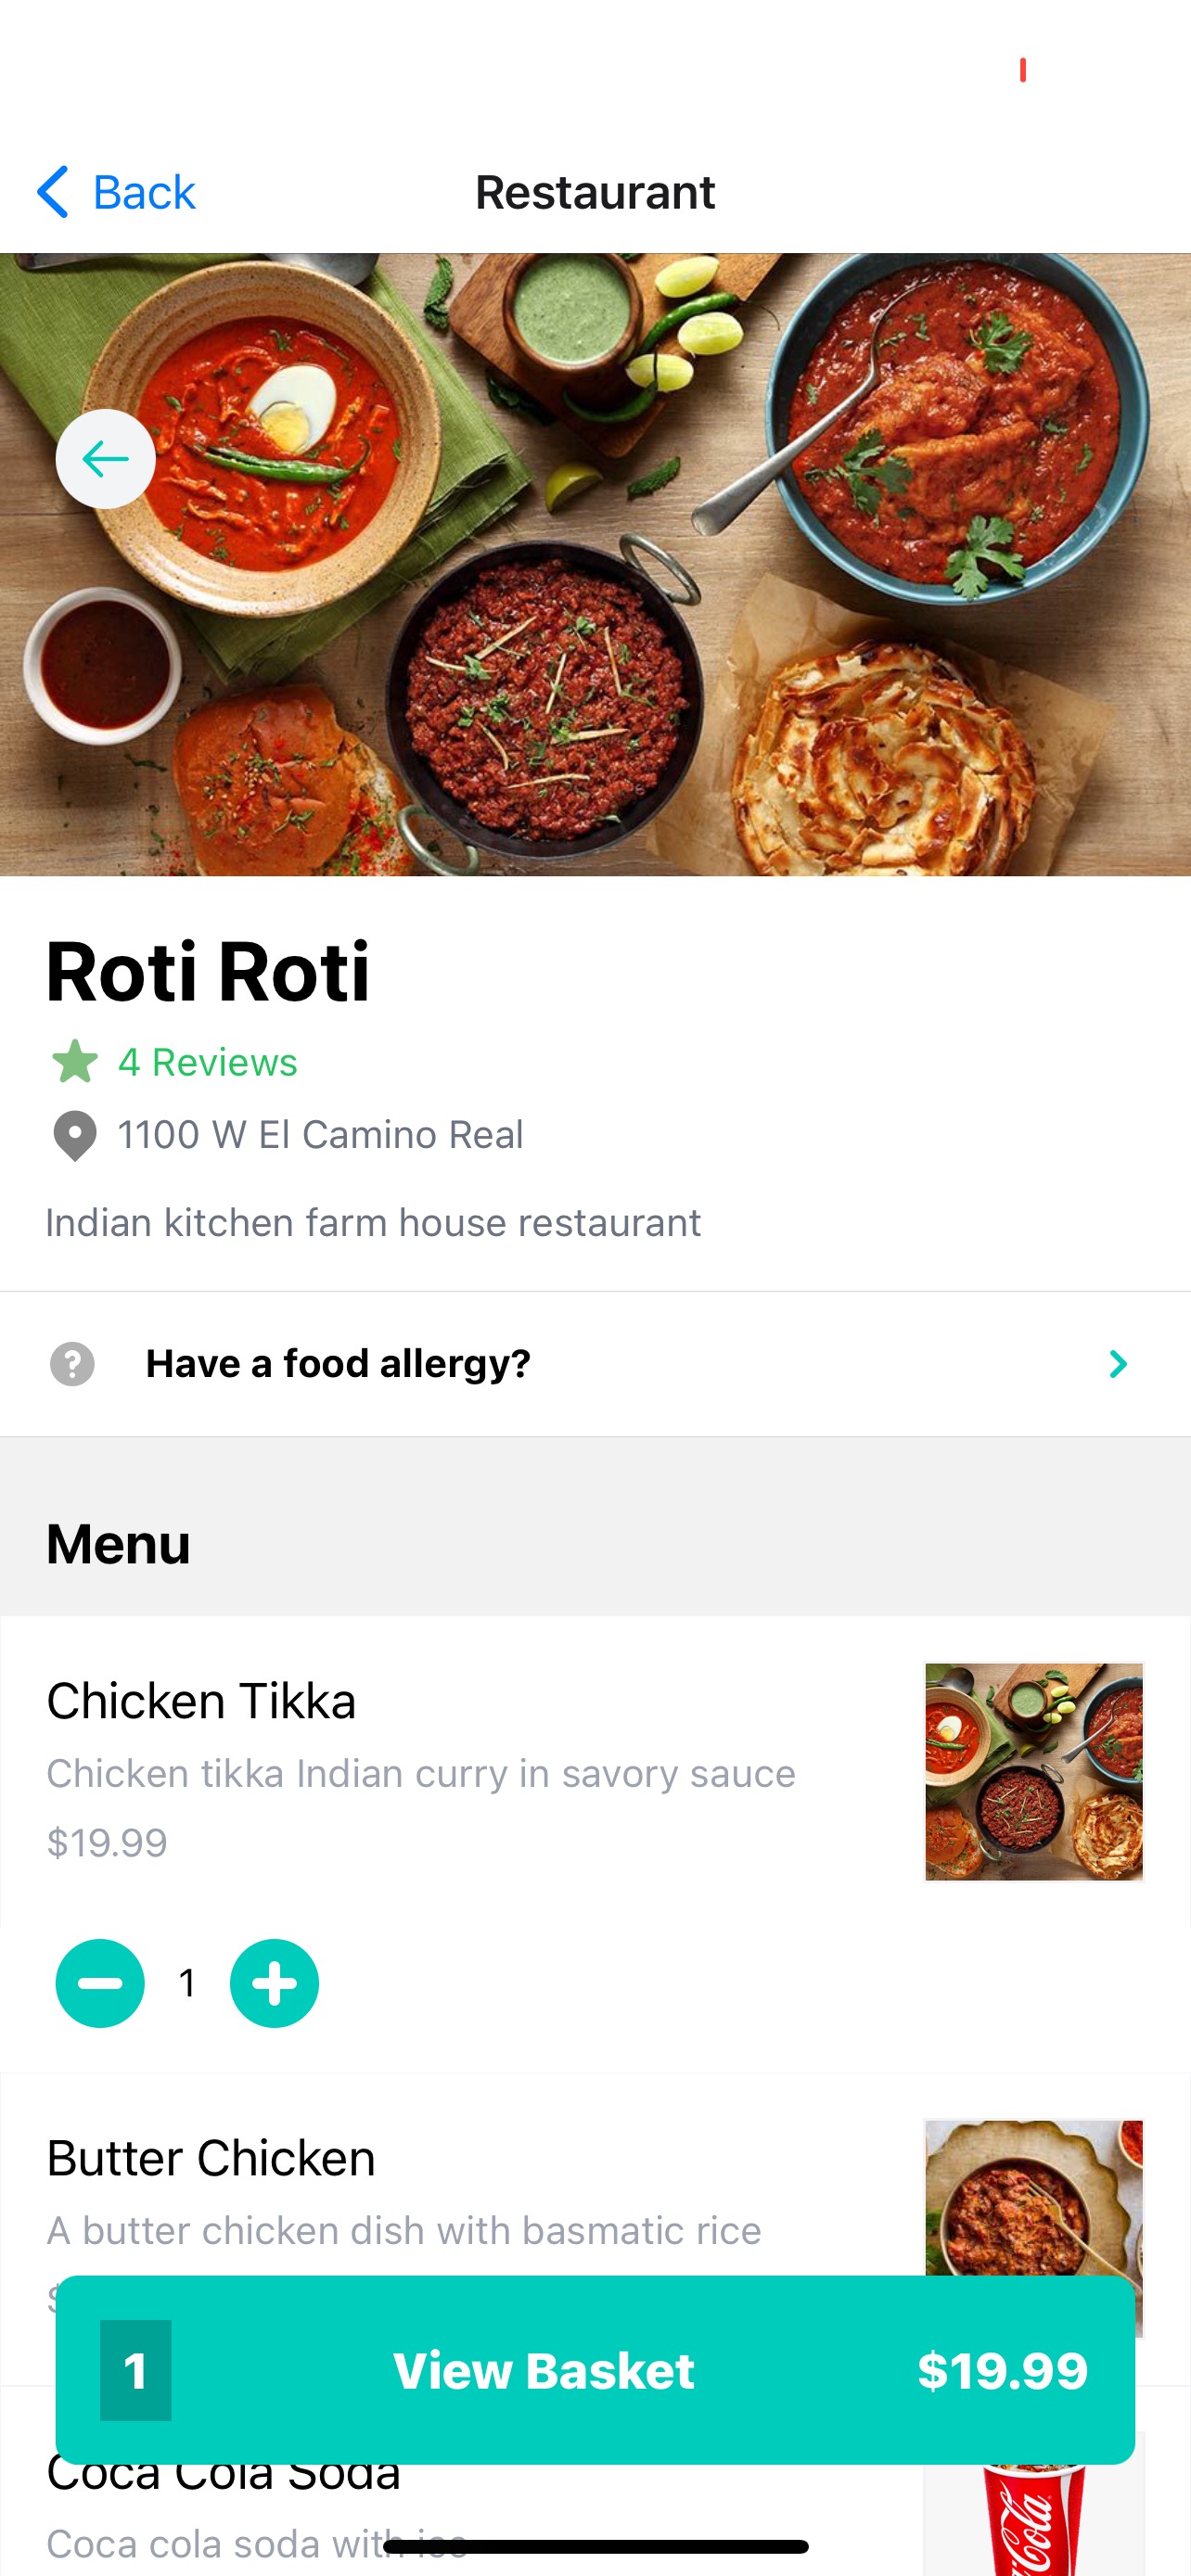 Back
Restaurant
Roti Roti
4 Reviews
1100 W El Camino Real
Indian kitchen farm house restaurant
Have a food allergy?
Menu
Chicken Tikka
Chicken tikka Indian curry in savory sauce
$19.99
1
Butter Chicken
A butter chicken dish with basmatic rice
$
1
View Basket
$19.99
Coca Cola Soda
Coca cola soda with ice
Cola